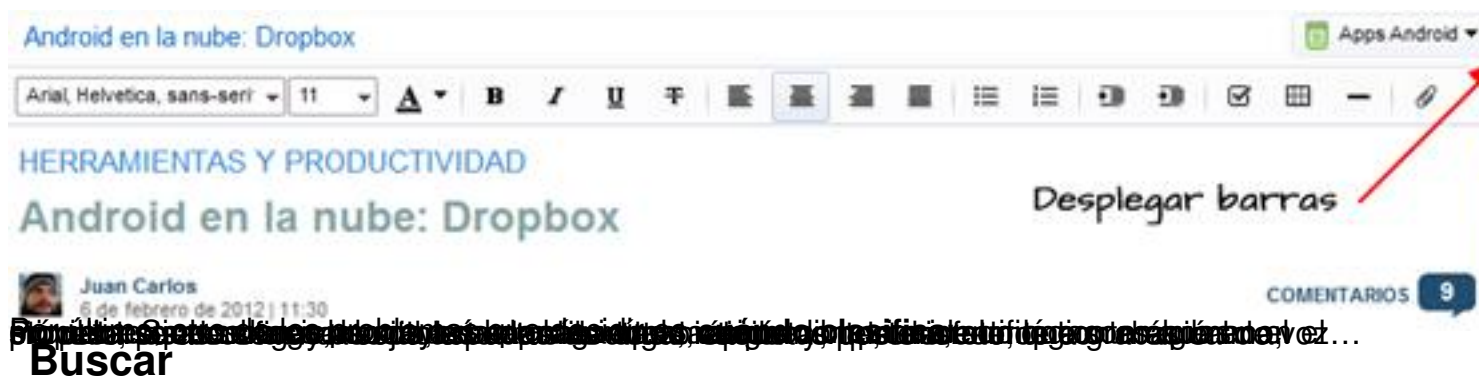 Android en la nube: Dropbox
Apps Android
Arial, Helvetica, sans-serif 11 A B I U T
HERRAMIENTAS Y PRODUCTIVIDAD
Android en la nube: Dropbox
Desplegar barras
Juan Carlos
6 de febrero de 2012 | 11:30
COMENTARIOS 9
Buscar